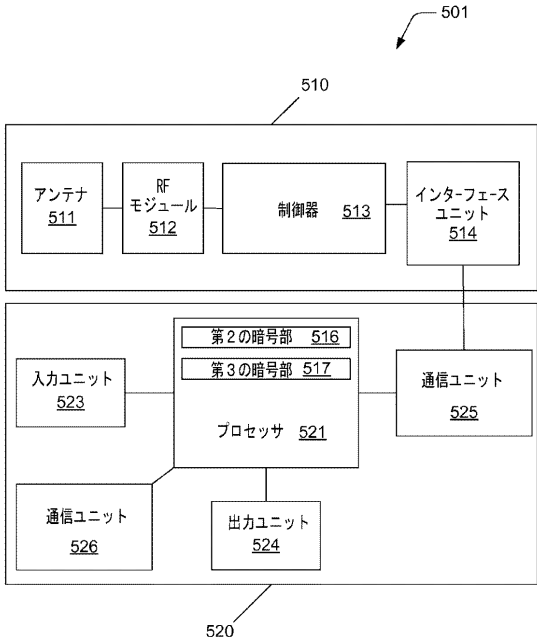 501
510
アンテナ
511
RF
モジュール
512
制御器 513
インターフェース
ユニット
514
第2の暗号部 516
第3の暗号部 517
プロセッサ 521
入力ユニット
523
通信ユニット
525
通信ユニット
526
出力ユニット
524
520